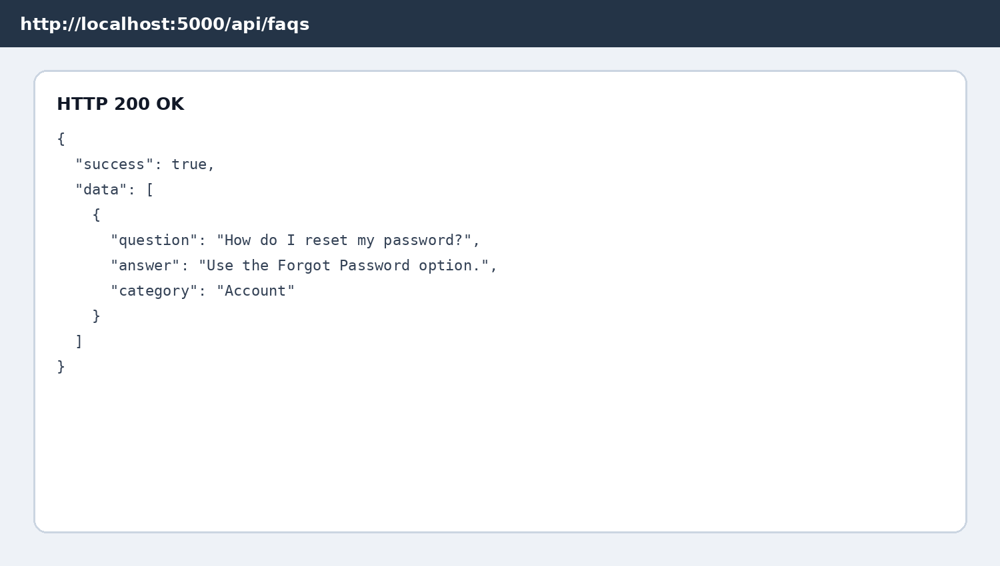 http://localhost:5000/api/faqs
HTTP 200 OK
{
  "success": true,
  "data": [
    {
      "question": "How do I reset my password?",
      "answer": "Use the Forgot Password option.",
      "category": "Account"
    }
  ]
}